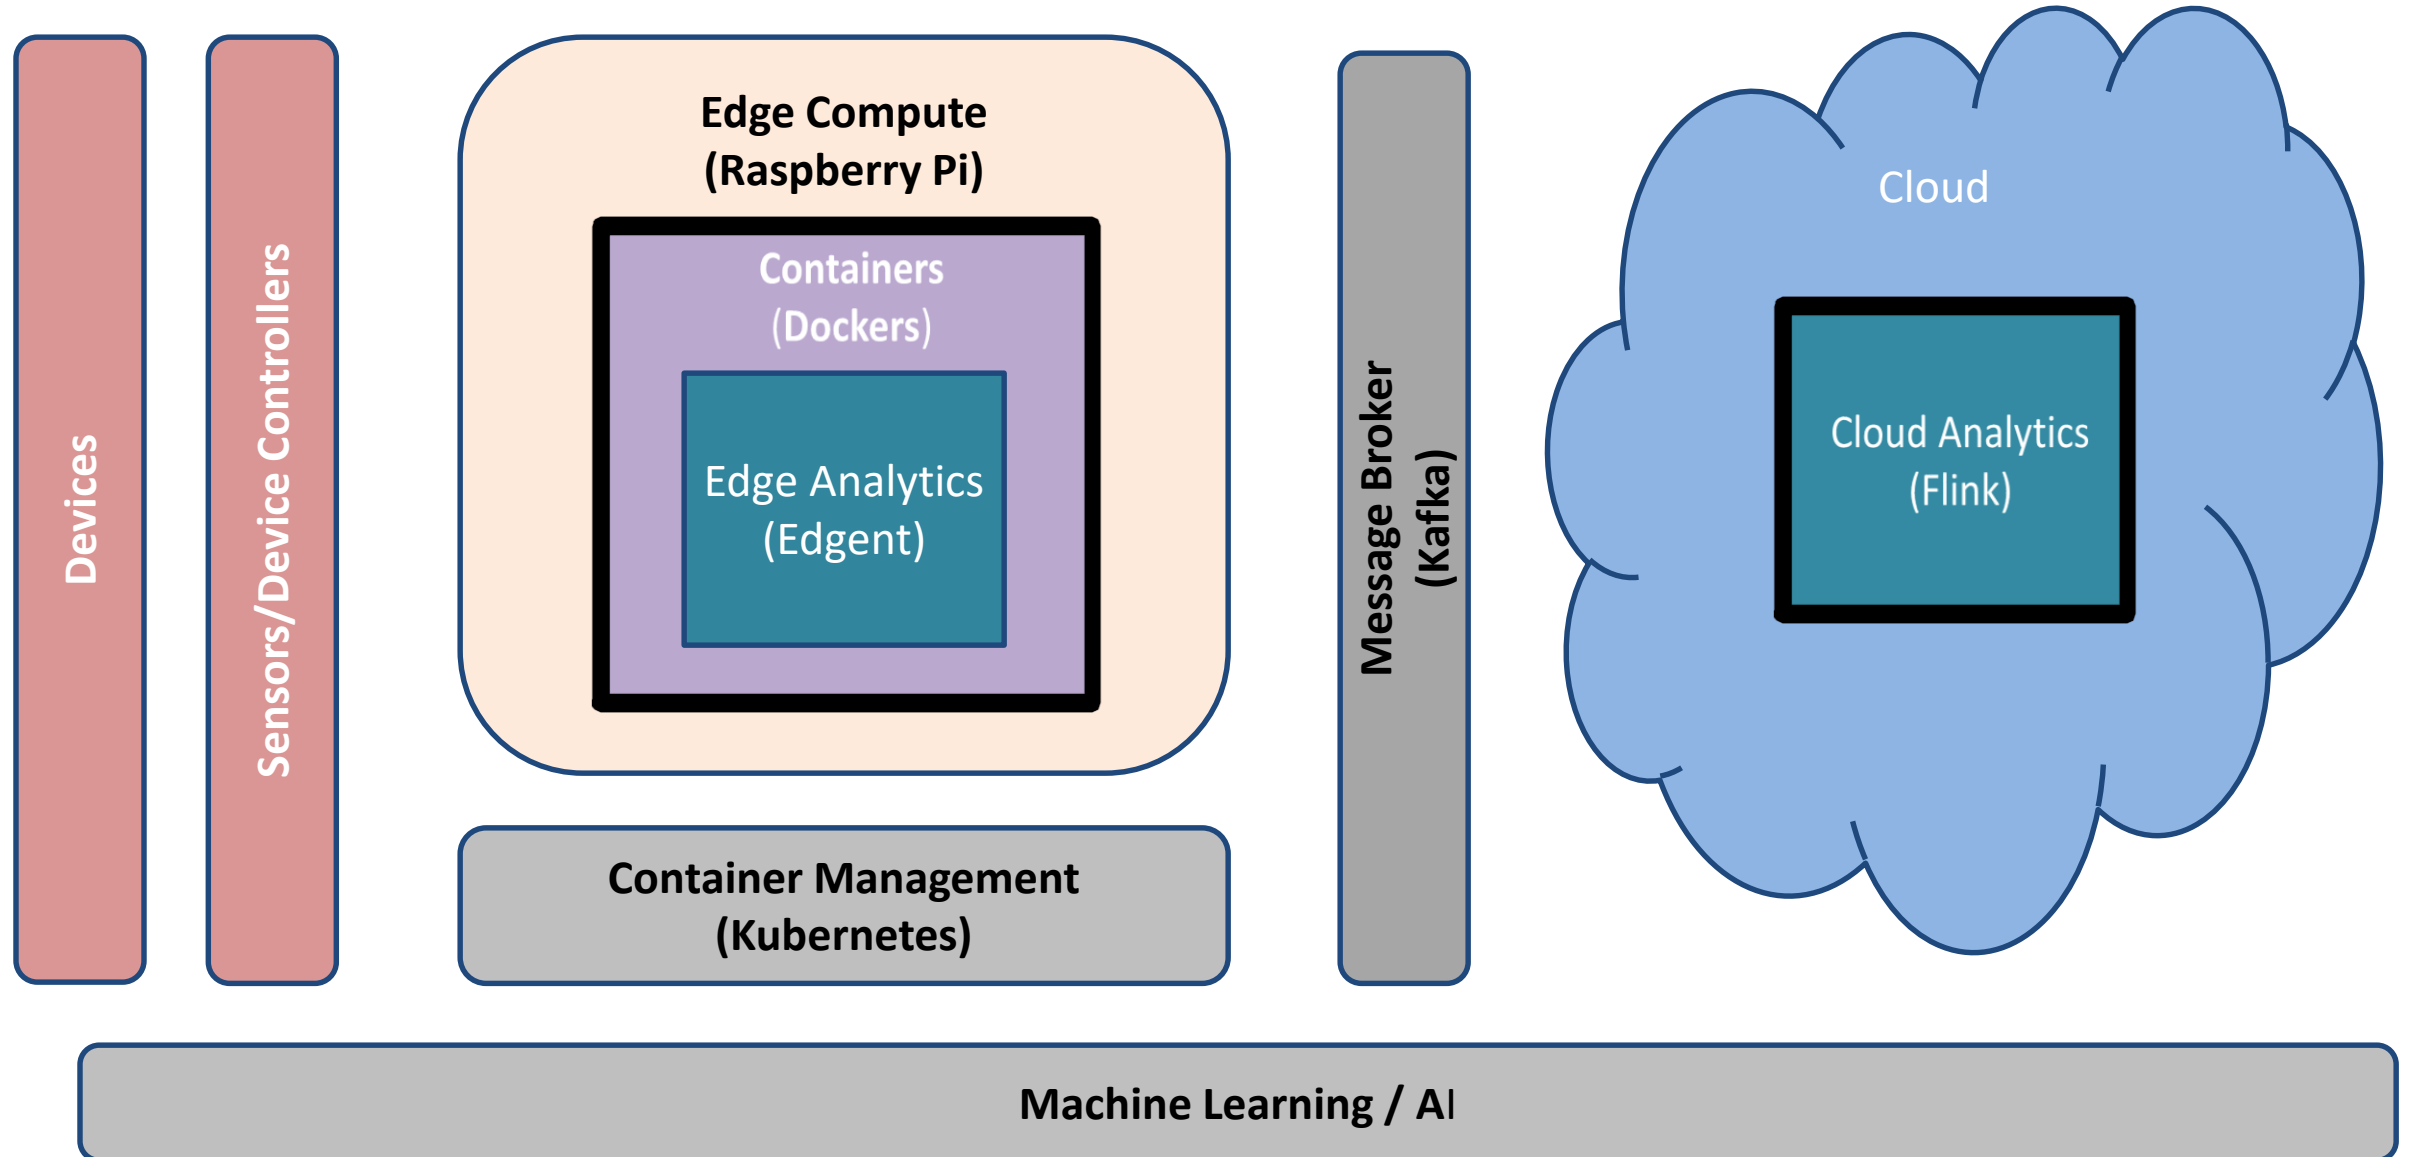 Devices
Sensors/Device Controllers
Edge Compute
(Raspberry Pi)
Containers
(Dockers)
Edge Analytics
(Edgent)
Container Management
(Kubernetes)
Message Broker
(Kafka)
Cloud
Cloud Analytics
(Flink)
Machine Learning / AI